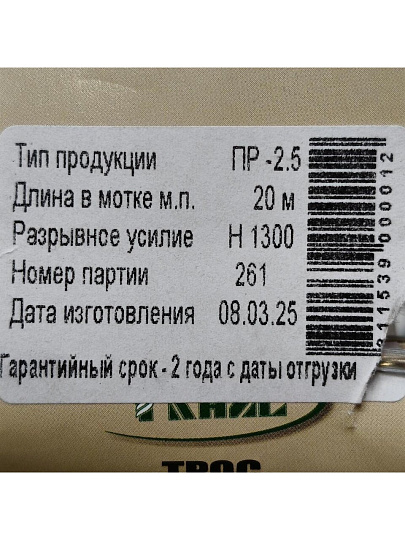 Тип продукции ПР -2.5
Длина в мотке м.п. 20 м
Разрывное усилие Н 1300
Номер партии 261
Дата изготовления 08.03.25
Гарантийный срок - 2 года с даты отгрузки
ТРОС